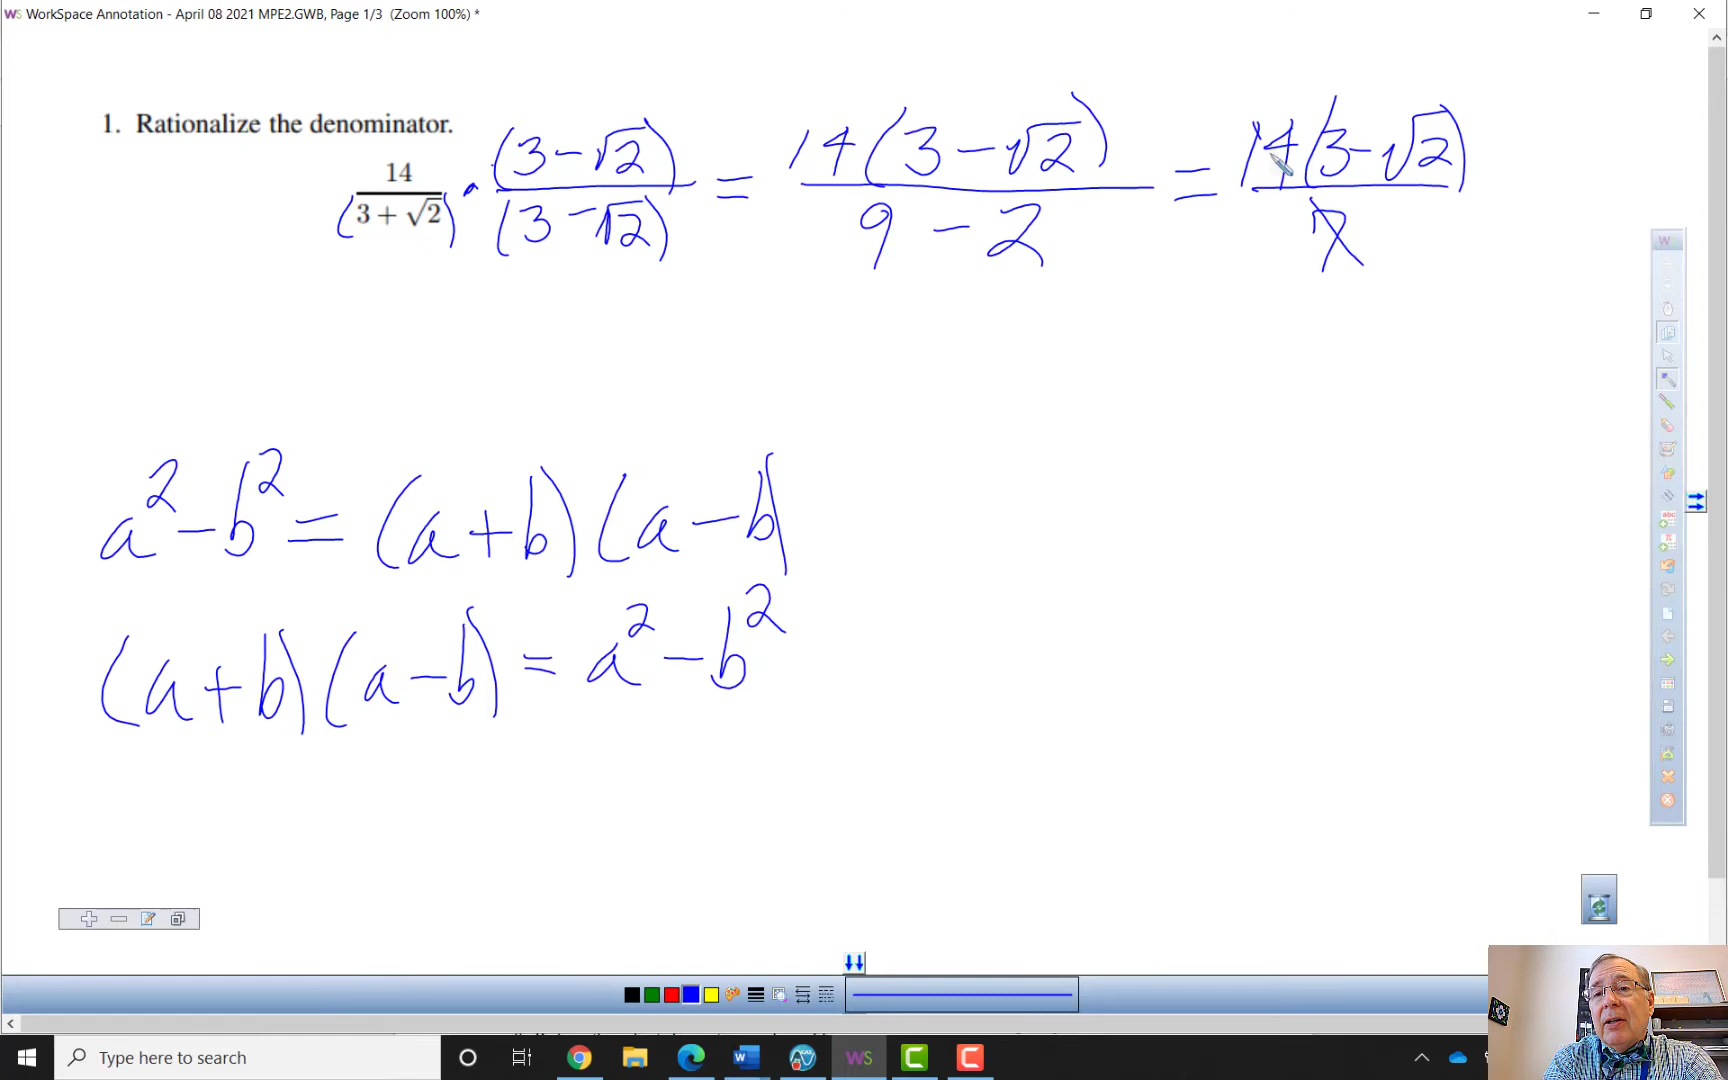 WS WorkSpace Annotation - April 08 2021 MPE2.GWB, Page 1/3 (Zoom 100%) *
1. Rationalize the denominator.
14/(3 + √2) · (3 − √2)/(3 − √2) = 14(3 − √2)/(9 − 2) = 14(3 − √2)/7
W
a² − b² = (a + b)(a − b)
(a + b)(a − b) = a² − b²
Type here to search
WS